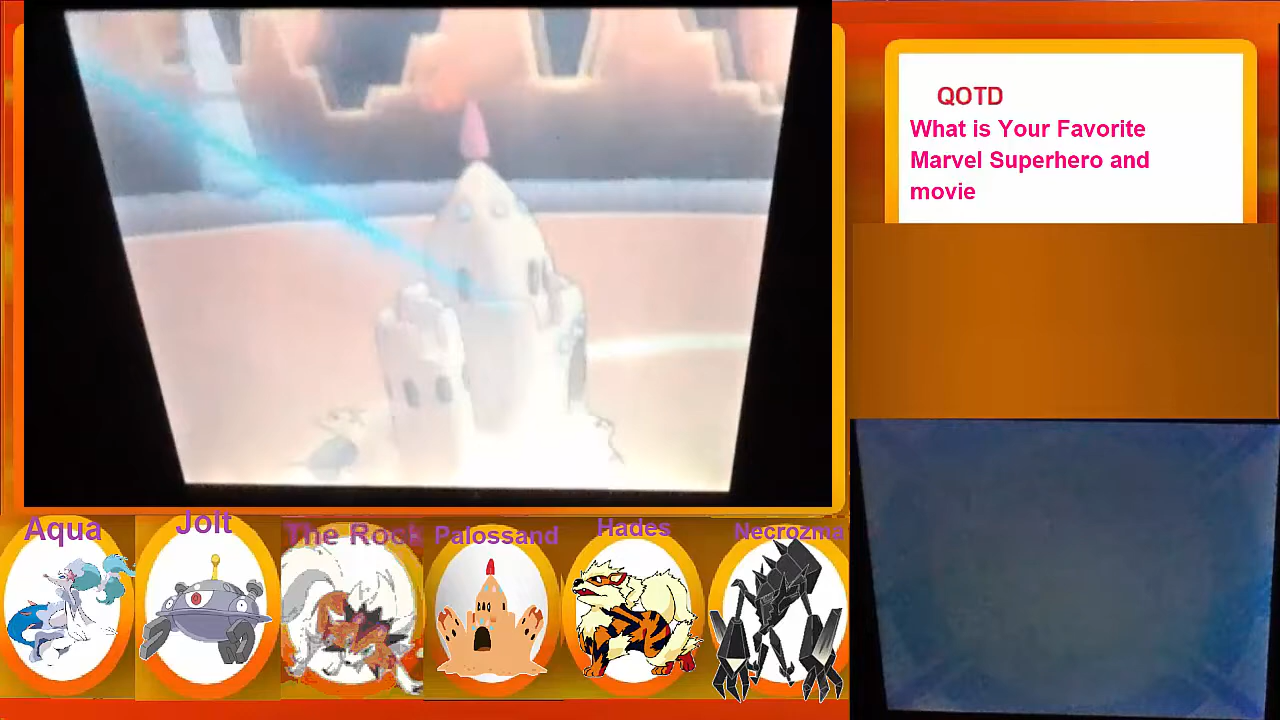 QOTD
What is Your Favorite
Marvel Superhero and
movie
Aqua
Jolt
The Rock
Palossand
Hades
Necrozma